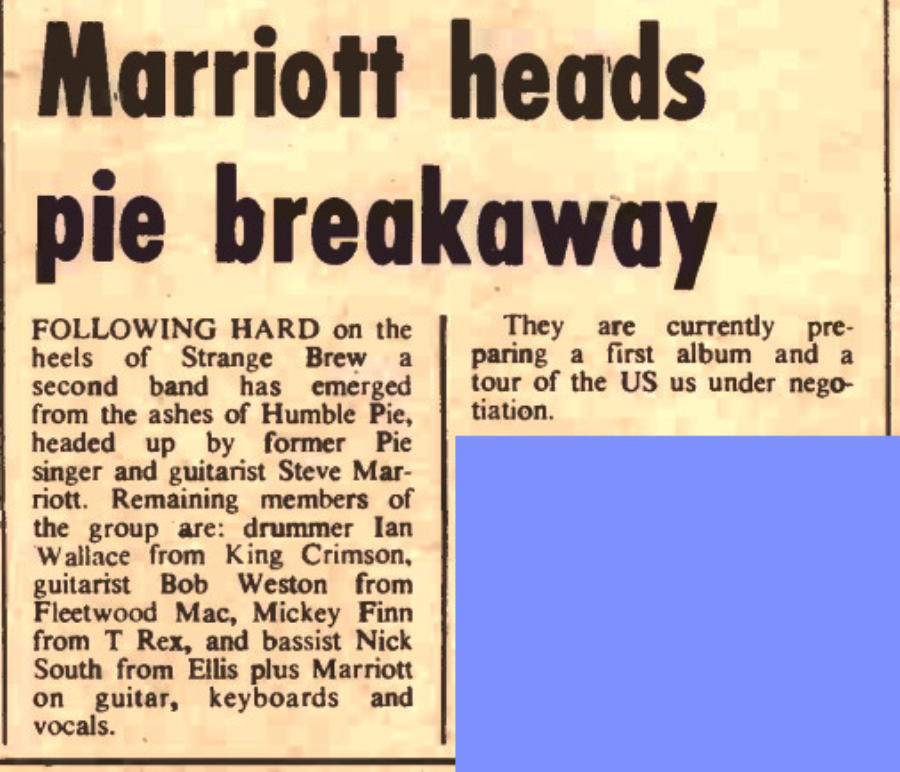 Marriott heads
pie breakaway
FOLLOWING HARD on the
heels of Strange Brew a
second band has emerged
from the ashes of Humble Pie,
headed up by former Pie
singer and guitarist Steve Mar-
riott. Remaining members of
the group are: drummer Ian
Wallace from King Crimson,
guitarist Bob Weston from
Fleetwood Mac, Mickey Finn
from T Rex, and bassist Nick
South from Ellis plus Marriott
on guitar, keyboards and
vocals.
They are currently pre-
paring a first album and a
tour of the US us under nego-
tiation.